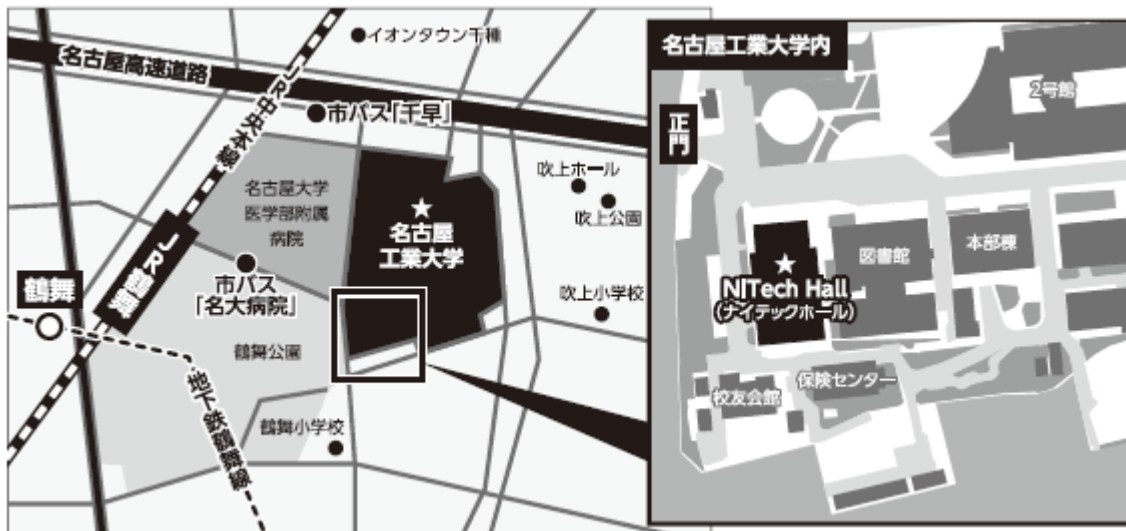 イオンタウン千種
名古屋高速道路
JR中央本線
市バス「千早」
名古屋大学
医学部附属
病院
名古屋
工業大学
吹上ホール
吹上公園
JR鶴舞
鶴舞
市バス
「名大病院」
吹上小学校
鶴舞公園
地下鉄鶴舞線
鶴舞小学校
名古屋工業大学内
正門
2号館
図書館
本部棟
NITech Hall
(ナイテックホール)
校友会館
保険センター